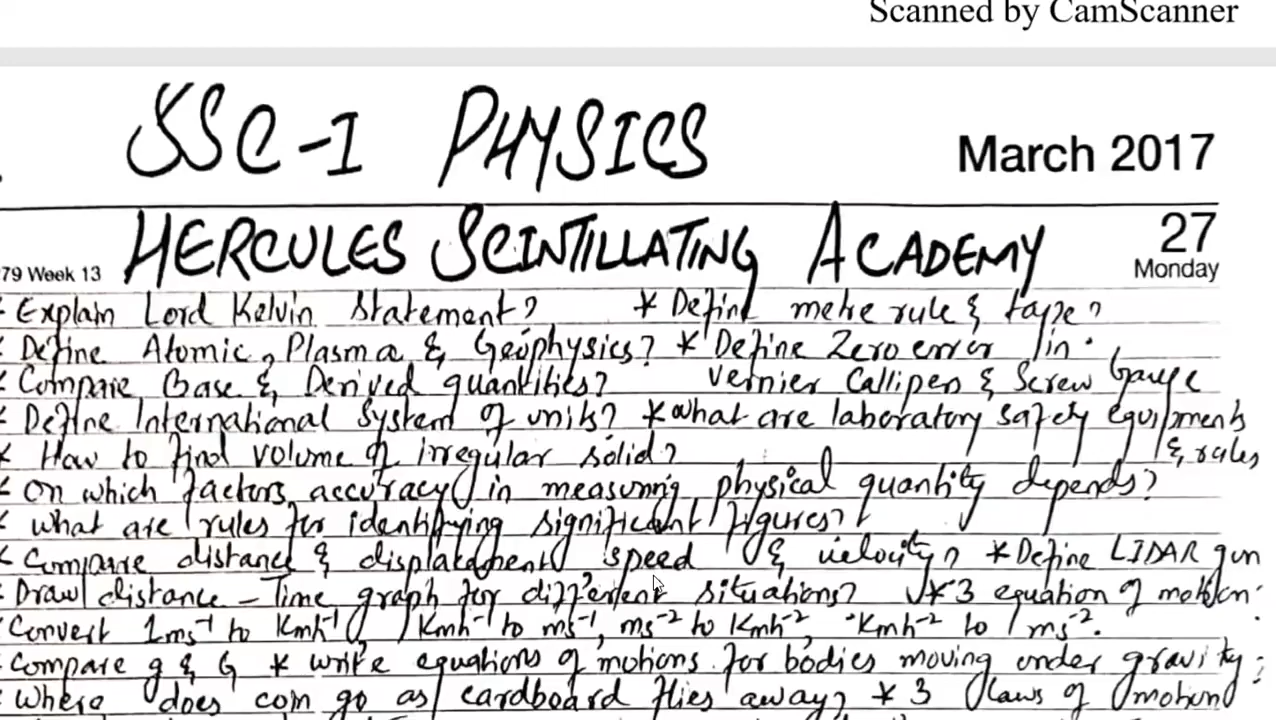 Scanned by CamScanner
SSC-I PHYSICS
March 2017
HERCULES SCINTILLATING ACADEMY
27
Monday
79 Week 13
* Explain Lord Kelvin Statement? * Define metre rule & tape?
* Define Atomic, Plasma & Geophysics? * Define Zero error in
* Compare Base & Derived quantities? Vernier Callipers & Screw Gauge
* Define International System of units? * what are laboratory safety equipments
* How to find volume of irregular solid? & rules
* On which factors accuracy in measuring physical quantity depends?
* what are rules for identifying significant figures?
* Compare distance & displacement speed & velocity? * Define LIDAR gun
Draw distance - Time graph for different situations? * 3 equation of motion.
Convert 1ms⁻¹ to Kmh⁻¹, Kmh⁻¹ to ms⁻¹, ms⁻² to Kmh⁻², Kmh⁻² to ms⁻².
Compare g & G * write equations of motions for bodies moving under gravity
Where does com go as cardboard flies away? * 3 laws of motion